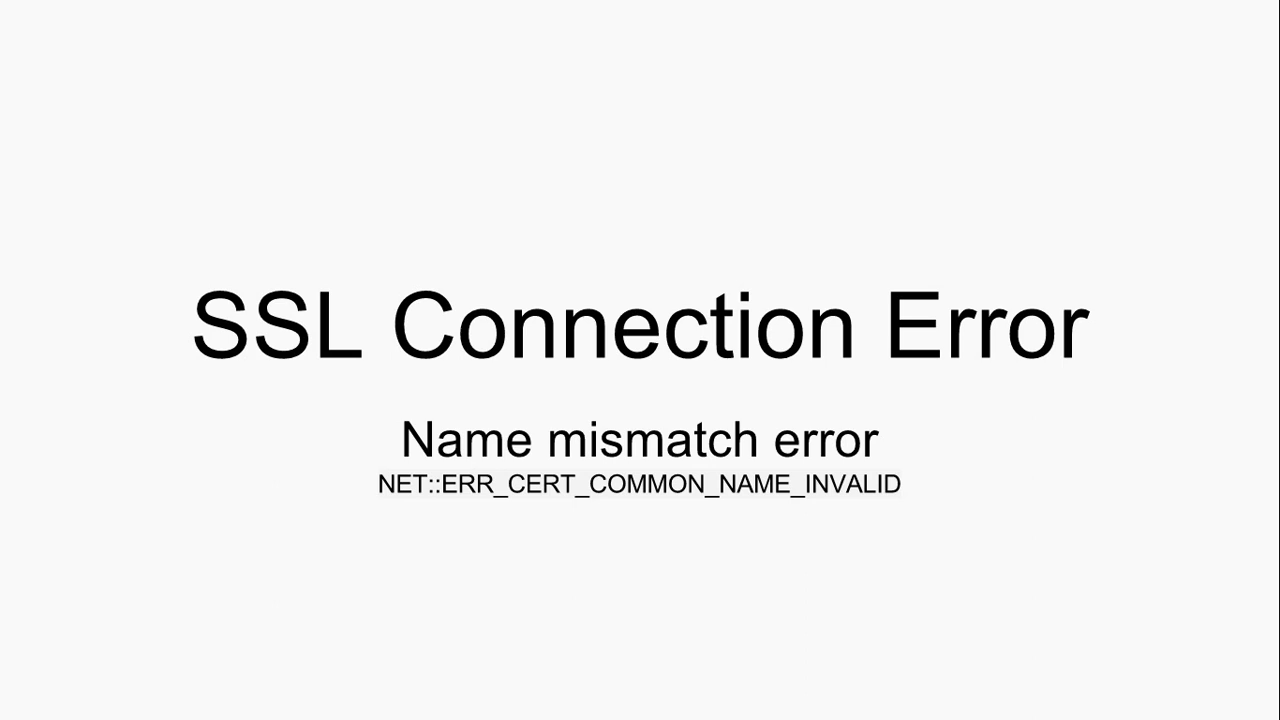 SSL Connection Error
Name mismatch error
NET::ERR_CERT_COMMON_NAME_INVALID